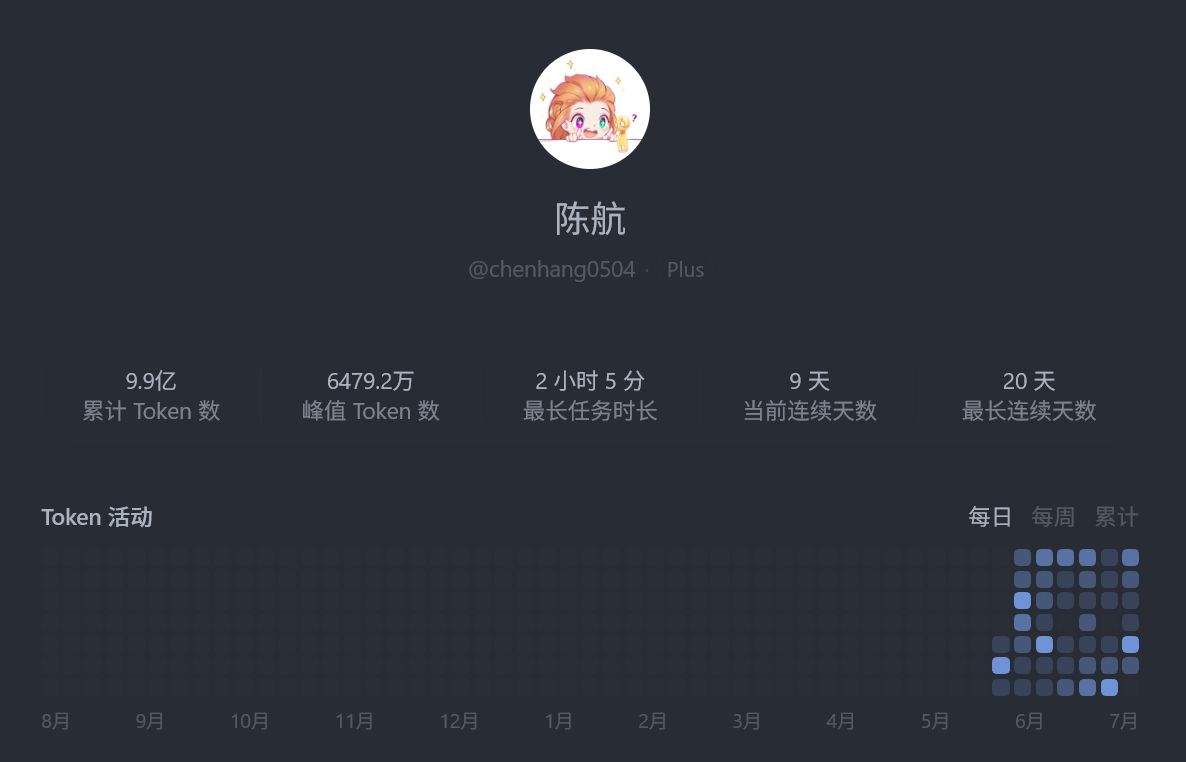 陈航
@chenhang0504 · Plus
9.9亿 6479.2万 2 小时 5 分 9 天 20 天
累计 Token 数 峰值 Token 数 最长任务时长 当前连续天数 最长连续天数
Token 活动 每日 每周 累计
8月 9月 10月 11月 12月 1月 2月 3月 4月 5月 6月 7月